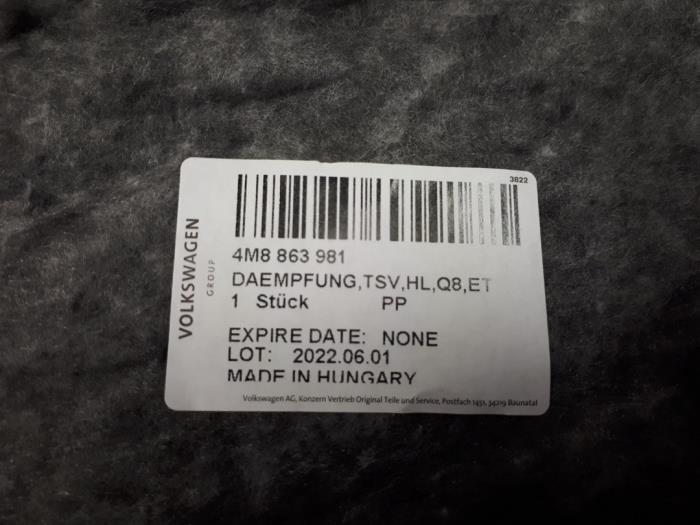 3822
VOLKSWAGEN
GROUP
4M8 863 981
DAEMPFUNG,TSV,HL,Q8,ET
1 Stück PP
EXPIRE DATE: NONE
LOT: 2022.06.01
MADE IN HUNGARY
Volkswagen AG, Konzern Vertrieb Original Teile und Service, Postfach 1451, 34219 Baunatal